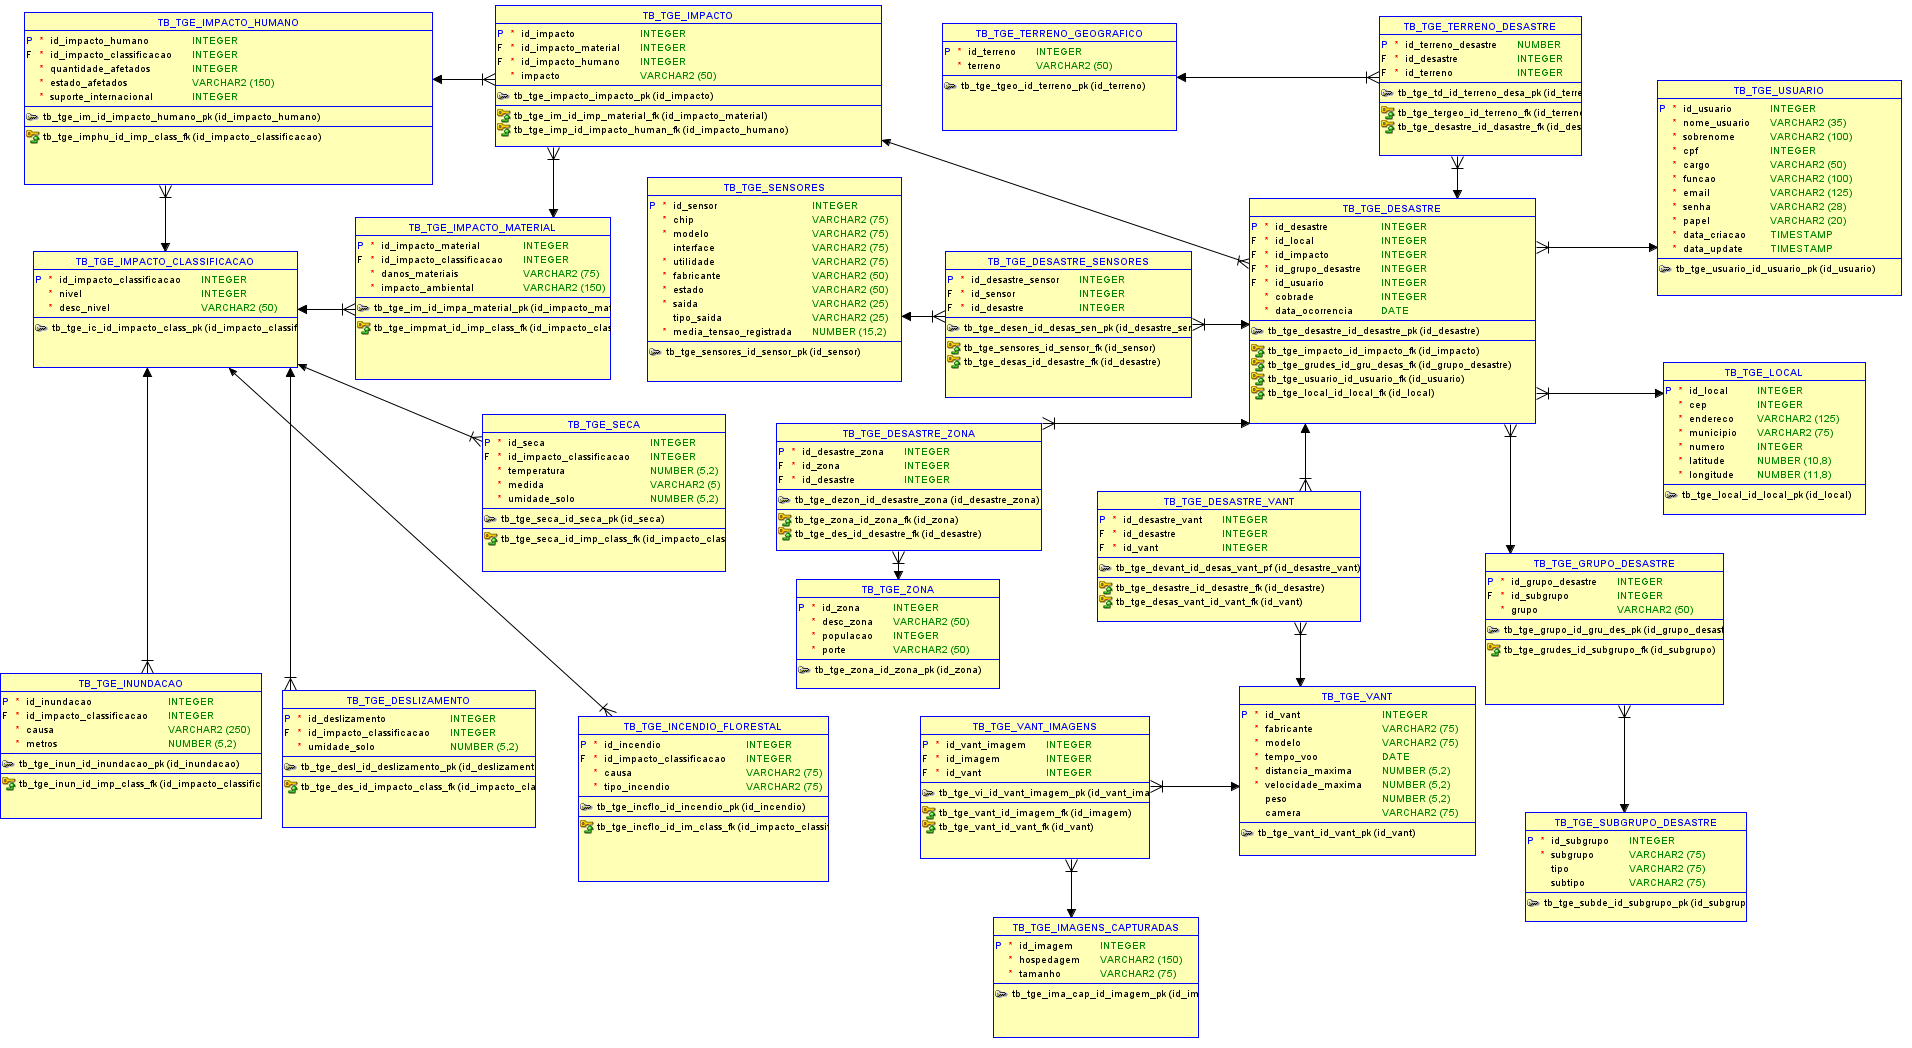 TB_TGE_IMPACTO_HUMANO
P * id_impacto_humano INTEGER
F * id_impacto_classificacao INTEGER
* quantidade_afetados INTEGER
* estado_afetados VARCHAR2 (150)
* suporte_internacional INTEGER
tb_tge_im_id_impacto_humano_pk (id_impacto_humano)
tb_tge_imphu_id_imp_class_fk (id_impacto_classificacao)
TB_TGE_IMPACTO
P * id_impacto INTEGER
F * id_impacto_material INTEGER
F * id_impacto_humano INTEGER
* impacto VARCHAR2 (50)
tb_tge_impacto_impacto_pk (id_impacto)
tb_tge_im_id_imp_material_fk (id_impacto_material)
tb_tge_imp_id_impacto_human_fk (id_impacto_humano)
TB_TGE_TERRENO_GEOGRAFICO
P * id_terreno INTEGER
* terreno VARCHAR2 (50)
tb_tge_tgeo_id_terreno_pk (id_terreno)
TB_TGE_TERRENO_DESASTRE
P * id_terreno_desastre NUMBER
F * id_desastre INTEGER
F * id_terreno INTEGER
tb_tge_td_id_terreno_desa_pk (id_terre
tb_tge_tergeo_id_terreno_fk (id_terren
tb_tge_desastre_id_dasastre_fk (id_des
TB_TGE_USUARIO
P * id_usuario INTEGER
* nome_usuario VARCHAR2 (35)
* sobrenome VARCHAR2 (100)
* cpf INTEGER
* cargo VARCHAR2 (50)
* funcao VARCHAR2 (100)
* email VARCHAR2 (125)
* senha VARCHAR2 (28)
* papel VARCHAR2 (20)
* data_criacao TIMESTAMP
* data_update TIMESTAMP
tb_tge_usuario_id_usuario_pk (id_usuario)
TB_TGE_SENSORES
P * id_sensor INTEGER
* chip VARCHAR2 (75)
* modelo VARCHAR2 (75)
interface VARCHAR2 (75)
* utilidade VARCHAR2 (75)
* fabricante VARCHAR2 (50)
* estado VARCHAR2 (50)
* saida VARCHAR2 (25)
tipo_saida VARCHAR2 (25)
* media_tensao_registrada NUMBER (15,2)
tb_tge_sensores_id_sensor_pk (id_sensor)
TB_TGE_DESASTRE
P * id_desastre INTEGER
F * id_local INTEGER
F * id_impacto INTEGER
F * id_grupo_desastre INTEGER
F * id_usuario INTEGER
* cobrade INTEGER
* data_ocorrencia DATE
tb_tge_desastre_id_desastre_pk (id_desastre)
tb_tge_impacto_id_impacto_fk (id_impacto)
tb_tge_grudes_id_gru_desas_fk (id_grupo_desastre)
tb_tge_usuario_id_usuario_fk (id_usuario)
tb_tge_local_id_local_fk (id_local)
TB_TGE_IMPACTO_MATERIAL
P * id_impacto_material INTEGER
F * id_impacto_classificacao INTEGER
* danos_materiais VARCHAR2 (75)
* impacto_ambiental VARCHAR2 (150)
tb_tge_im_id_impa_material_pk (id_impacto_mat
tb_tge_impmat_id_imp_class_fk (id_impacto_clas
TB_TGE_IMPACTO_CLASSIFICACAO
P * id_impacto_classificacao INTEGER
* nivel INTEGER
* desc_nivel VARCHAR2 (50)
tb_tge_ic_id_impacto_class_pk (id_impacto_classif
TB_TGE_DESASTRE_SENSORES
P * id_desastre_sensor INTEGER
F * id_sensor INTEGER
F * id_desastre INTEGER
tb_tge_desen_id_desas_sen_pk (id_desastre_ser
tb_tge_sensores_id_sensor_fk (id_sensor)
tb_tge_desas_id_desastre_fk (id_desastre)
TB_TGE_LOCAL
P * id_local INTEGER
* cep INTEGER
* endereco VARCHAR2 (125)
* municipio VARCHAR2 (75)
* numero INTEGER
* latitude NUMBER (10,8)
* longitude NUMBER (11,8)
tb_tge_local_id_local_pk (id_local)
TB_TGE_SECA
P * id_seca INTEGER
F * id_impacto_classificacao INTEGER
* temperatura NUMBER (5,2)
* medida VARCHAR2 (5)
* umidade_solo NUMBER (5,2)
tb_tge_seca_id_seca_pk (id_seca)
tb_tge_seca_id_imp_class_fk (id_impacto_clas
TB_TGE_DESASTRE_ZONA
P * id_desastre_zona INTEGER
F * id_zona INTEGER
F * id_desastre INTEGER
tb_tge_dezon_id_desastre_zona (id_desastre_zona)
tb_tge_zona_id_zona_fk (id_zona)
tb_tge_des_id_desastre_fk (id_desastre)
TB_TGE_DESASTRE_VANT
P * id_desastre_vant INTEGER
F * id_desastre INTEGER
F * id_vant INTEGER
tb_tge_devant_id_desas_vant_pf (id_desastre_vant)
tb_tge_desastre_id_desastre_fk (id_desastre)
tb_tge_desas_vant_id_vant_fk (id_vant)
TB_TGE_GRUPO_DESASTRE
P * id_grupo_desastre INTEGER
F * id_subgrupo INTEGER
* grupo VARCHAR2 (50)
tb_tge_grupo_id_gru_des_pk (id_grupo_desast
tb_tge_grudes_id_subgrupo_fk (id_subgrupo)
TB_TGE_ZONA
P * id_zona INTEGER
* desc_zona VARCHAR2 (50)
* populacao INTEGER
* porte VARCHAR2 (50)
tb_tge_zona_id_zona_pk (id_zona)
TB_TGE_INUNDACAO
P * id_inundacao INTEGER
F * id_impacto_classificacao INTEGER
* causa VARCHAR2 (250)
* metros NUMBER (5,2)
tb_tge_inun_id_inundacao_pk (id_inundacao)
tb_tge_inun_id_imp_class_fk (id_impacto_classific
TB_TGE_DESLIZAMENTO
P * id_deslizamento INTEGER
F * id_impacto_classificacao INTEGER
* umidade_solo NUMBER (5,2)
tb_tge_desl_id_deslizamento_pk (id_deslizament
tb_tge_des_id_impacto_class_fk (id_impacto_cla
TB_TGE_INCENDIO_FLORESTAL
P * id_incendio INTEGER
F * id_impacto_classificacao INTEGER
* causa VARCHAR2 (75)
* tipo_incendio VARCHAR2 (75)
tb_tge_incflo_id_incendio_pk (id_incendio)
tb_tge_incflo_id_im_class_fk (id_impacto_classifi
TB_TGE_VANT_IMAGENS
P * id_vant_imagem INTEGER
F * id_imagem INTEGER
F * id_vant INTEGER
tb_tge_vi_id_vant_imagem_pk (id_vant_ima
tb_tge_vant_id_imagem_fk (id_imagem)
tb_tge_vant_id_vant_fk (id_vant)
TB_TGE_VANT
P * id_vant INTEGER
* fabricante VARCHAR2 (75)
* modelo VARCHAR2 (75)
* tempo_voo DATE
* distancia_maxima NUMBER (5,2)
* velocidade_maxima NUMBER (5,2)
peso NUMBER (5,2)
camera VARCHAR2 (75)
tb_tge_vant_id_vant_pk (id_vant)
TB_TGE_SUBGRUPO_DESASTRE
P * id_subgrupo INTEGER
* subgrupo VARCHAR2 (75)
tipo VARCHAR2 (75)
subtipo VARCHAR2 (75)
tb_tge_subde_id_subgrupo_pk (id_subgrup
TB_TGE_IMAGENS_CAPTURADAS
P * id_imagem INTEGER
* hospedagem VARCHAR2 (150)
* tamanho VARCHAR2 (75)
tb_tge_ima_cap_id_imagem_pk (id_im